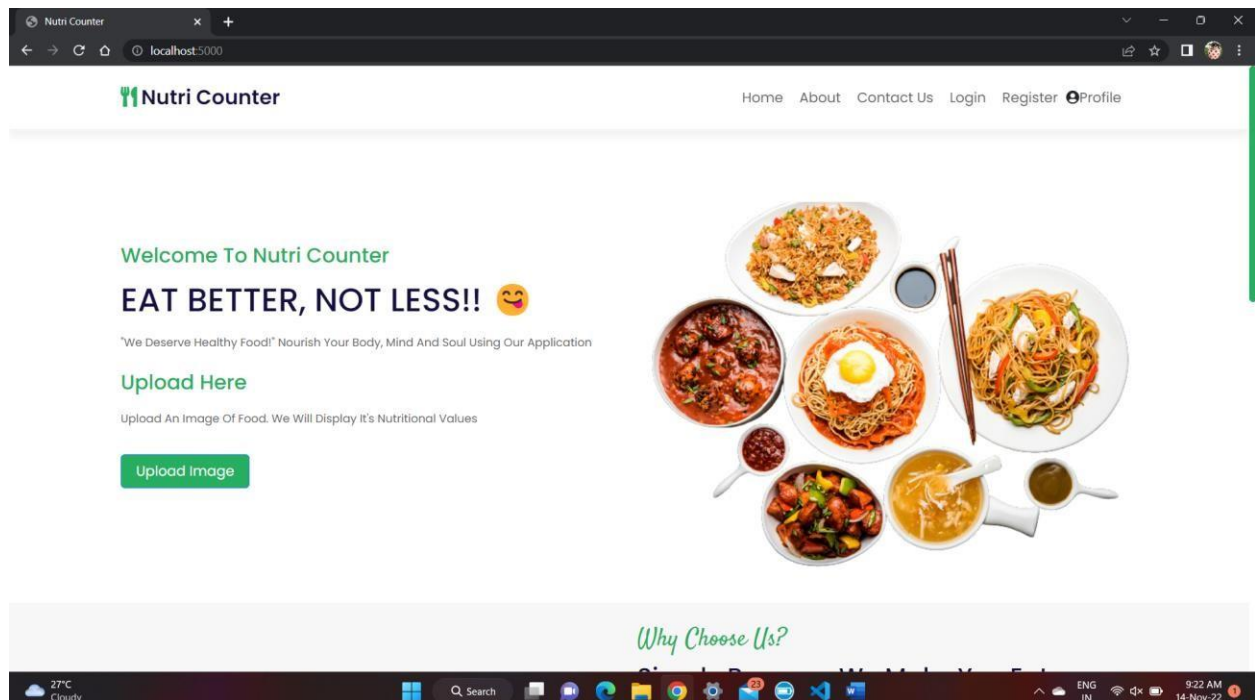 Nutri Counter
localhost:5000
Nutri Counter
Home About Contact Us Login Register Profile
Welcome To Nutri Counter
EAT BETTER, NOT LESS!! 😋
"We Deserve Healthy Food!" Nourish Your Body, Mind And Soul Using Our Application
Upload Here
Upload An Image Of Food. We Will Display It's Nutritional Values
Upload Image
Why Choose Us?
27°C
Cloudy
Search
23
ENG
IN
9:22 AM
14-Nov-22